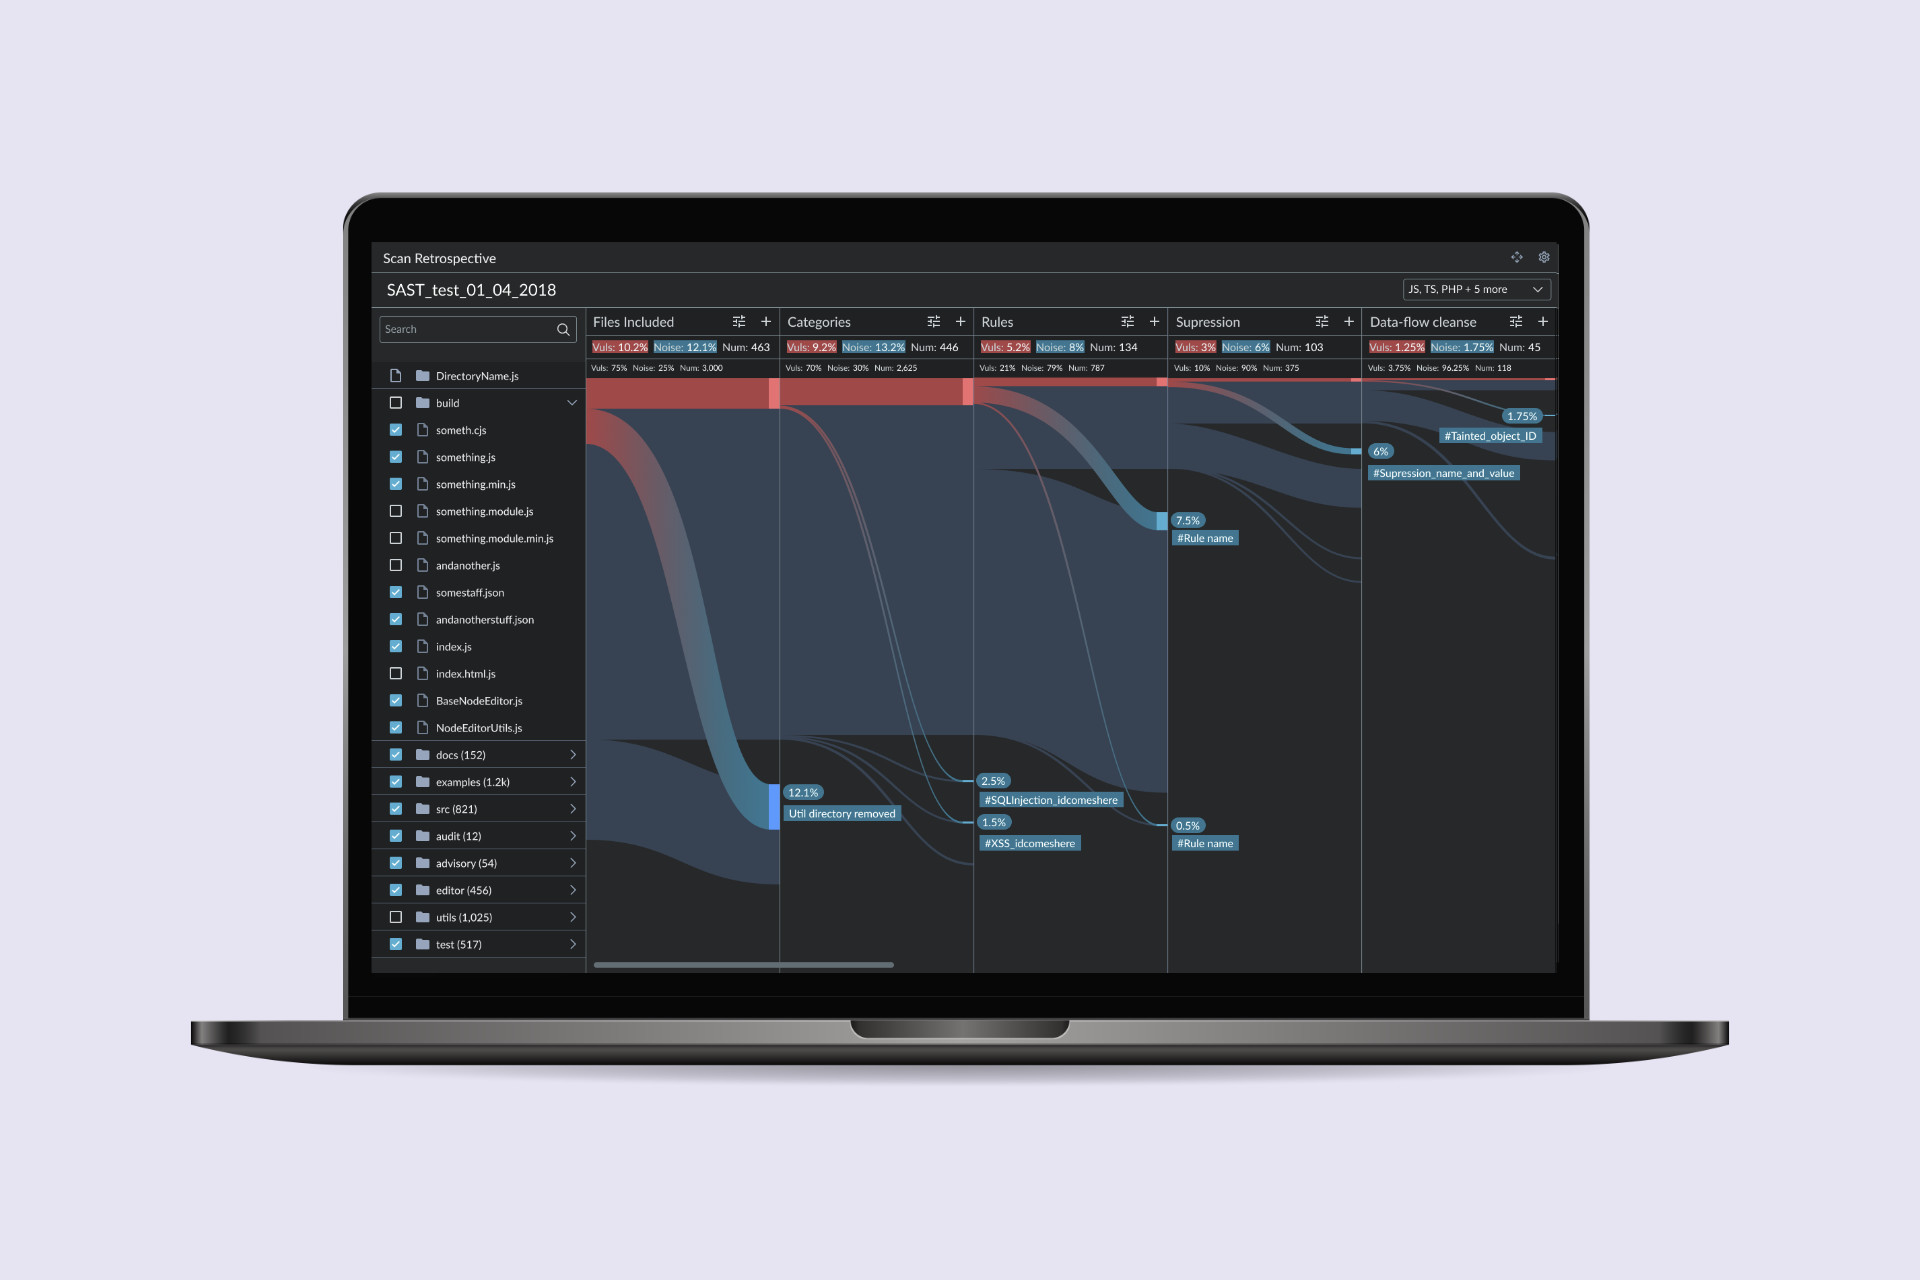 Scan Retrospective
SAST_test_01_04_2018
JS, TS, PHP + 5 more
Search
DirectoryName.js
build
someth.cjs
something.js
something.min.js
something.module.js
something.module.min.js
andanother.js
somestaff.json
andanotherstuff.json
index.js
index.html.js
BaseNodeEditor.js
NodeEditorUtils.js
docs (152)
examples (1.2k)
src (821)
audit (12)
advisory (54)
editor (456)
utils (1,025)
test (517)
Files Included
Vuls: 10.2% Noise: 12.1% Num: 463
Vuls: 75% Noise: 25% Num: 3,000
12.1%
Util directory removed
Categories
Vuls: 9.2% Noise: 13.2% Num: 446
Vuls: 70% Noise: 30% Num: 2,625
2.5%
#SQLInjection_idcomeshere
1.5%
#XSS_idcomeshere
Rules
Vuls: 5.2% Noise: 8% Num: 134
Vuls: 21% Noise: 79% Num: 787
7.5%
#Rule name
0.5%
#Rule name
Supression
Vuls: 3% Noise: 6% Num: 103
Vuls: 10% Noise: 90% Num: 375
6%
#Supression_name_and_value
Data-flow cleanse
Vuls: 1.25% Noise: 1.75% Num: 45
Vuls: 3.75% Noise: 96.25% Num: 118
1.75%
#Tainted_object_ID